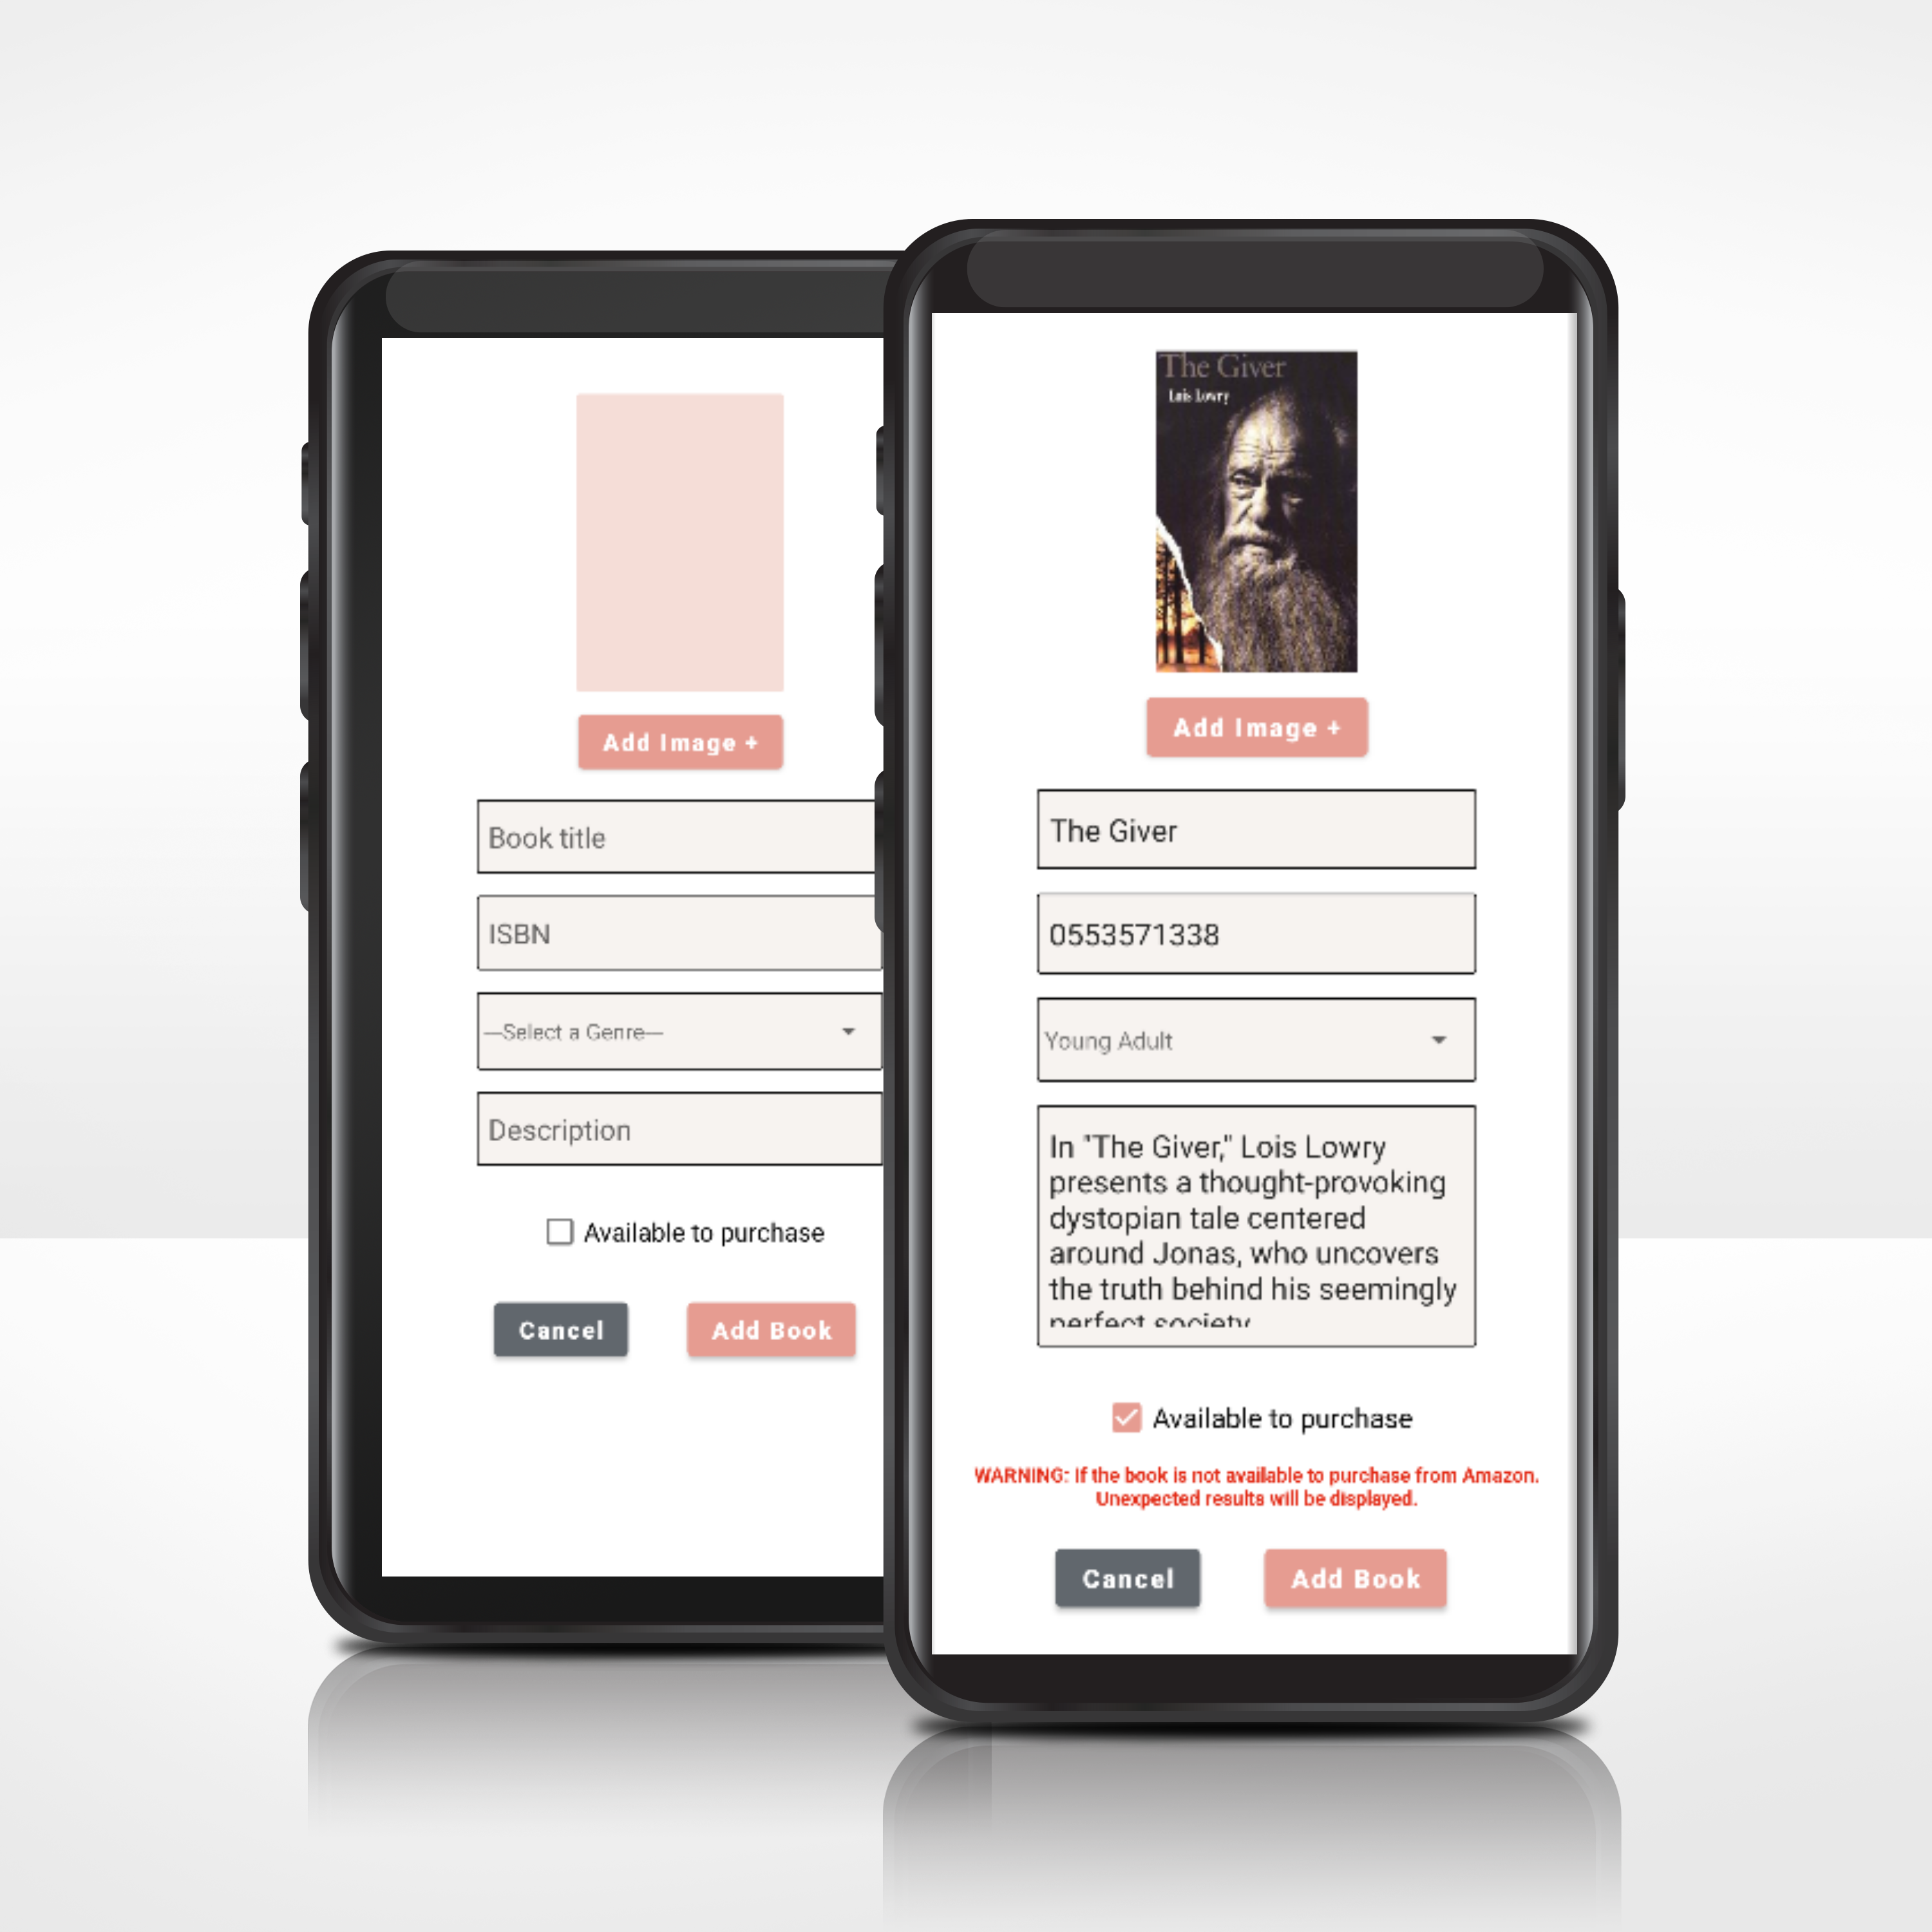 Add Image +
Book title
ISBN
---Select a Genre---
Description
Available to purchase
Cancel
Add Book
The Giver
Lois Lowry
Add Image +
The Giver
0553571338
Young Adult
In "The Giver," Lois Lowry
presents a thought-provoking
dystopian tale centered
around Jonas, who uncovers
the truth behind his seemingly
perfect society
Available to purchase
WARNING: If the book is not available to purchase from Amazon.
Unexpected results will be displayed.
Cancel
Add Book